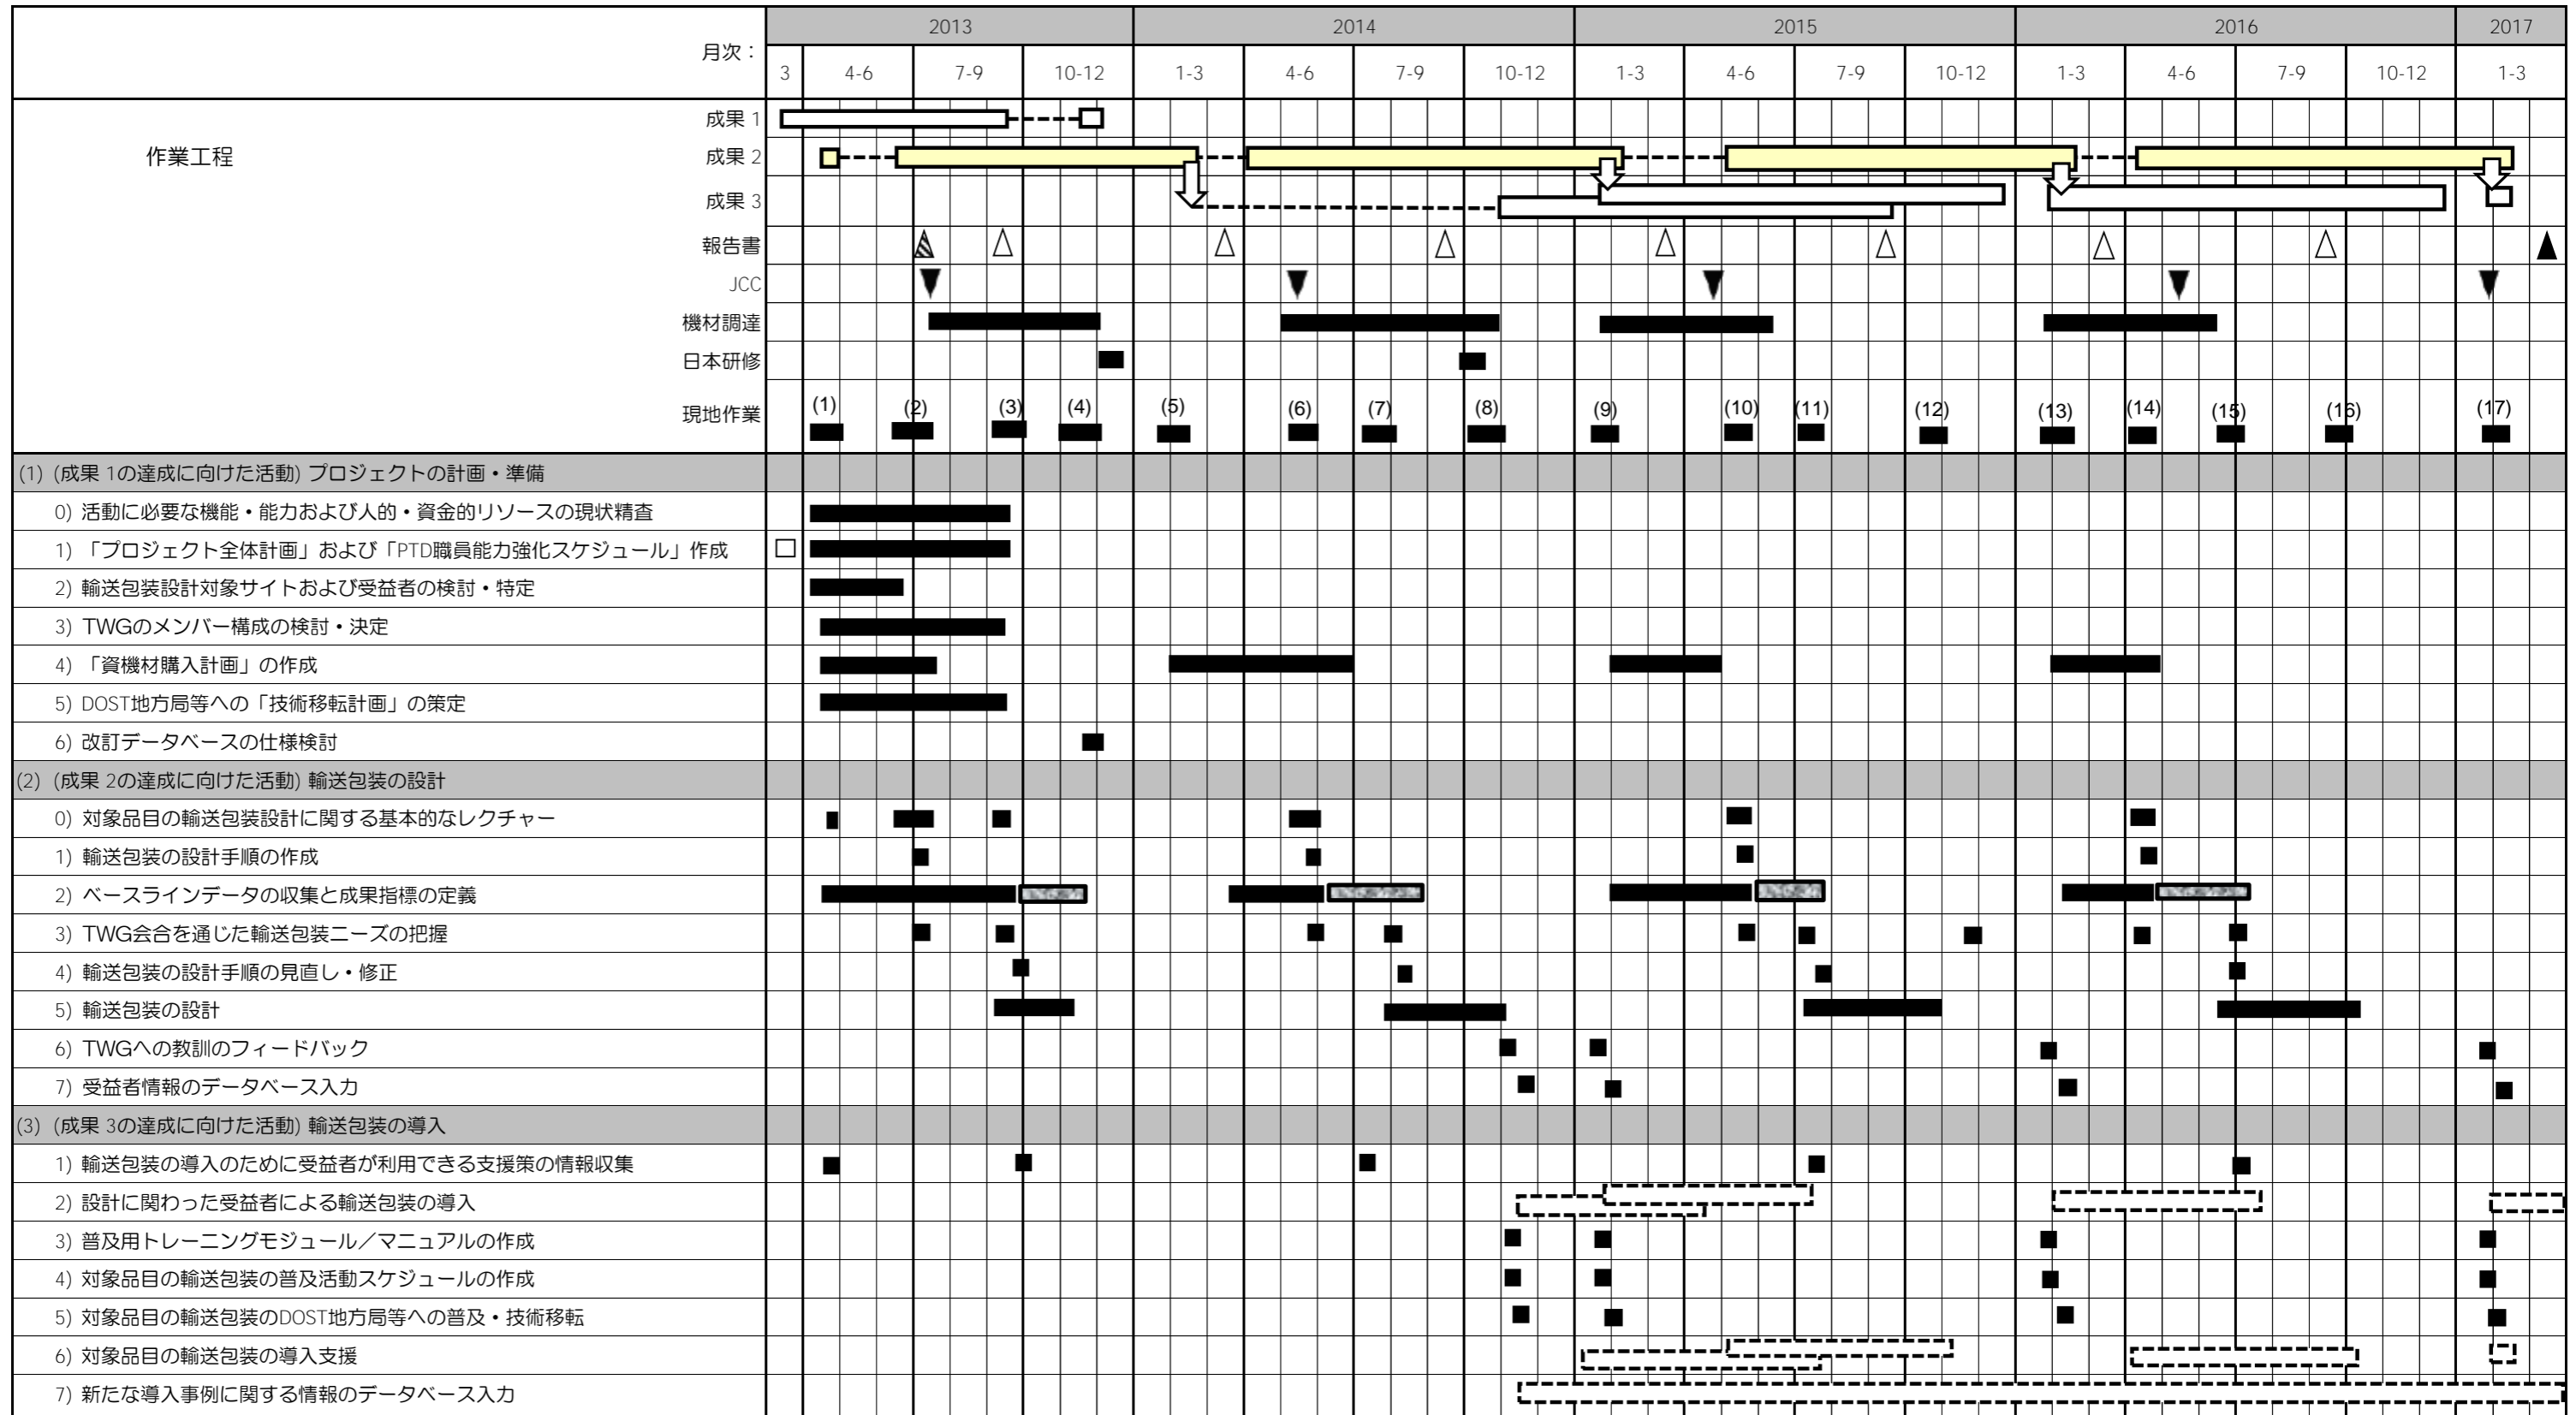 2013 2014 2015 2016 2017
月次：
3 4-6 7-9 10-12 1-3 4-6 7-9 10-12 1-3 4-6 7-9 10-12 1-3 4-6 7-9 10-12 1-3
成果 1
作業工程 成果 2
成果 3
報告書
JCC
機材調達
日本研修
現地作業 (1) (2) (3) (4) (5) (6) (7) (8) (9) (10) (11) (12) (13) (14) (15) (16) (17)
(1) (成果 1の達成に向けた活動) プロジェクトの計画・準備
0) 活動に必要な機能・能力および人的・資金的リソースの現状精査
1) 「プロジェクト全体計画」および「PTD職員能力強化スケジュール」作成
2) 輸送包装設計対象サイトおよび受益者の検討・特定
3) TWGのメンバー構成の検討・決定
4) 「資機材購入計画」の作成
5) DOST地方局等への「技術移転計画」の策定
6) 改訂データベースの仕様検討
(2) (成果 2の達成に向けた活動) 輸送包装の設計
0) 対象品目の輸送包装設計に関する基本的なレクチャー
1) 輸送包装の設計手順の作成
2) ベースラインデータの収集と成果指標の定義
3) TWG会合を通じた輸送包装ニーズの把握
4) 輸送包装の設計手順の見直し・修正
5) 輸送包装の設計
6) TWGへの教訓のフィードバック
7) 受益者情報のデータベース入力
(3) (成果 3の達成に向けた活動) 輸送包装の導入
1) 輸送包装の導入のために受益者が利用できる支援策の情報収集
2) 設計に関わった受益者による輸送包装の導入
3) 普及用トレーニングモジュール／マニュアルの作成
4) 対象品目の輸送包装の普及活動スケジュールの作成
5) 対象品目の輸送包装のDOST地方局等への普及・技術移転
6) 対象品目の輸送包装の導入支援
7) 新たな導入事例に関する情報のデータベース入力